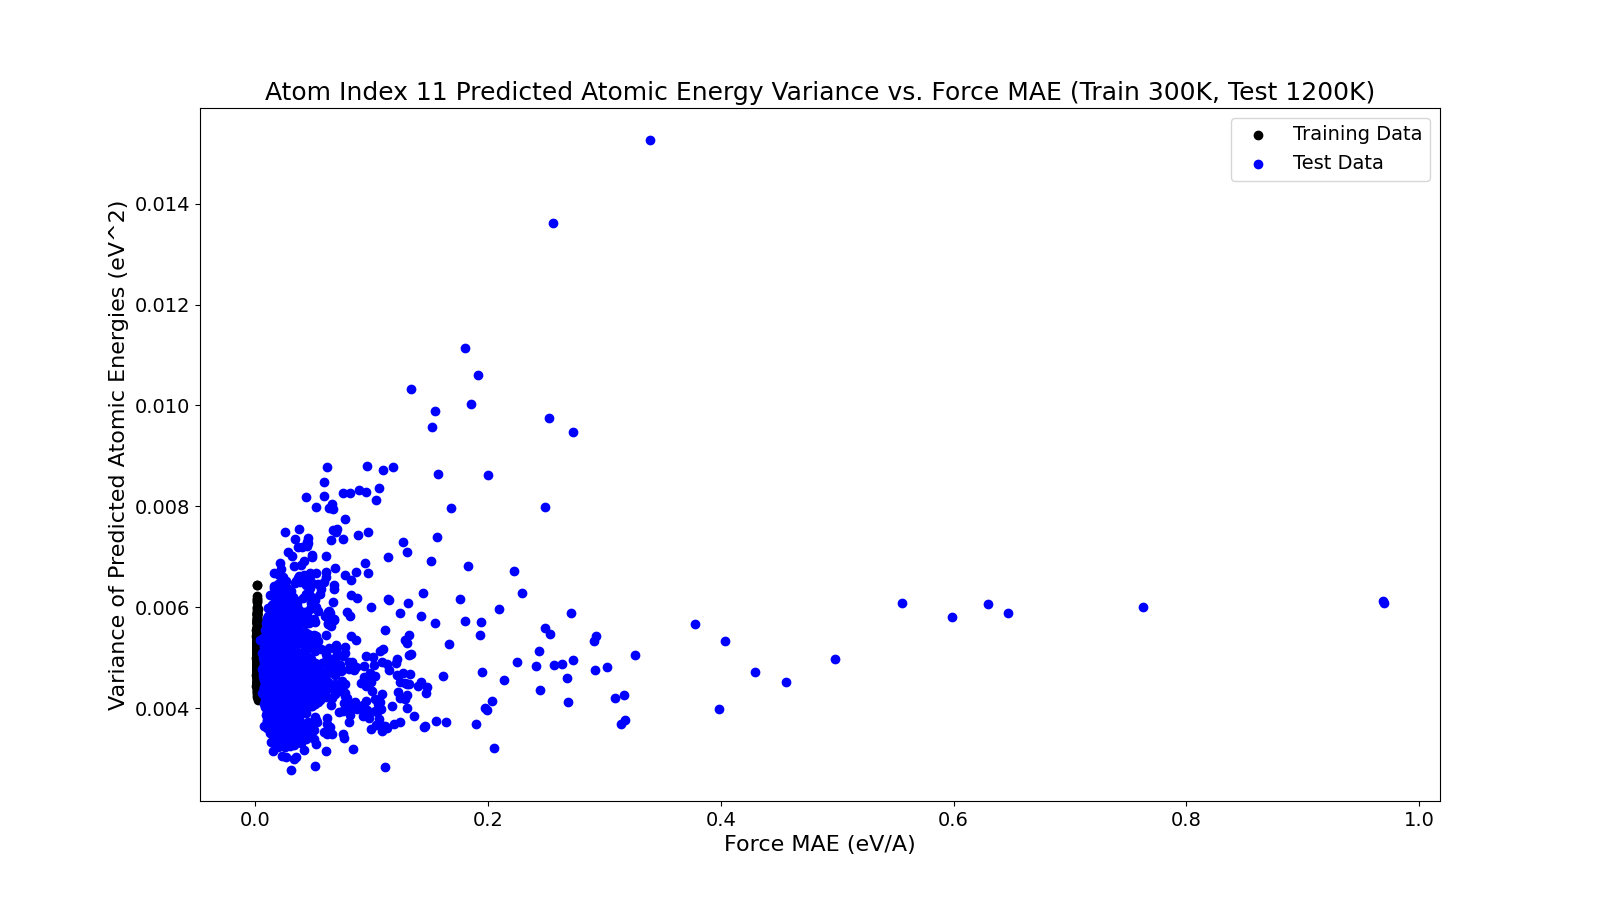 Atom Index 11 Predicted Atomic Energy Variance vs. Force MAE (Train 300K, Test 1200K)
Training Data
Test Data
Variance of Predicted Atomic Energies (eV^2)
0.014
0.012
0.010
0.008
0.006
0.004
0.0 0.2 0.4 0.6 0.8 1.0
Force MAE (eV/A)